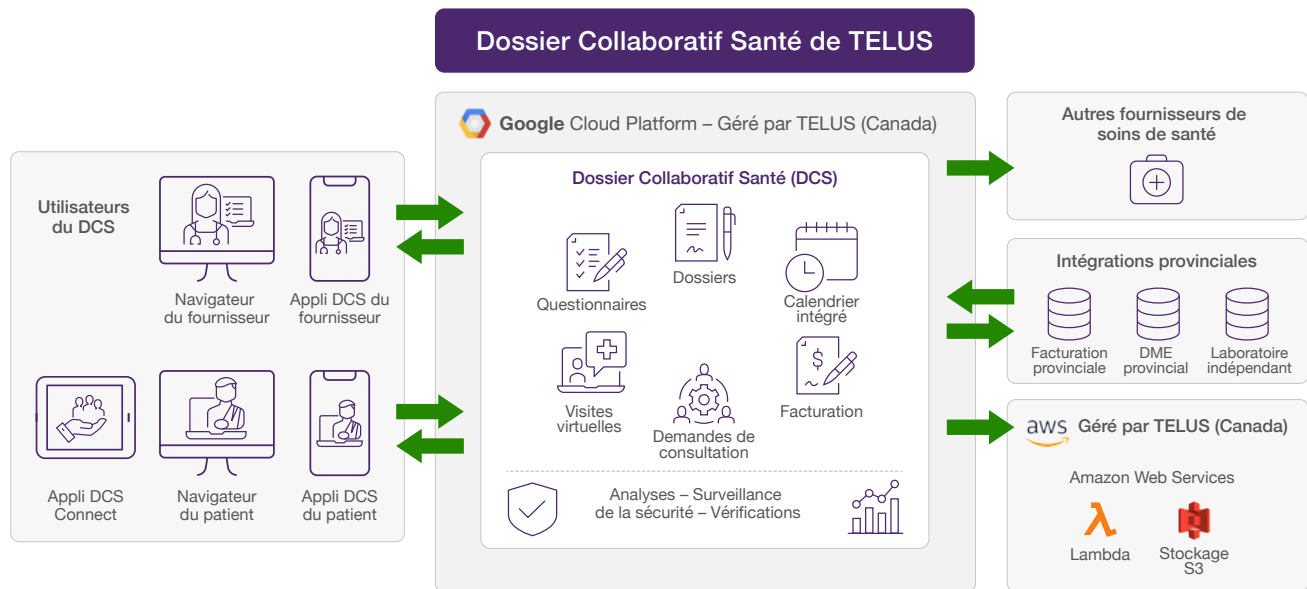 Dossier Collaboratif Santé de TELUS
Utilisateurs
du DCS
Navigateur
du fournisseur
Appli DCS du
fournisseur
Appli DCS
Connect
Navigateur
du patient
Appli DCS
du patient
Google Cloud Platform – Géré par TELUS (Canada)
Dossier Collaboratif Santé (DCS)
Questionnaires
Dossiers
Calendrier
intégré
Visites
virtuelles
Demandes de
consultation
$
Facturation
Analyses – Surveillance
de la sécurité – Vérifications
Autres fournisseurs de
soins de santé
Intégrations provinciales
Facturation
provinciale
DME
provincial
Laboratoire
indépendant
aws Géré par TELUS (Canada)
Amazon Web Services
Lambda
Stockage
S3